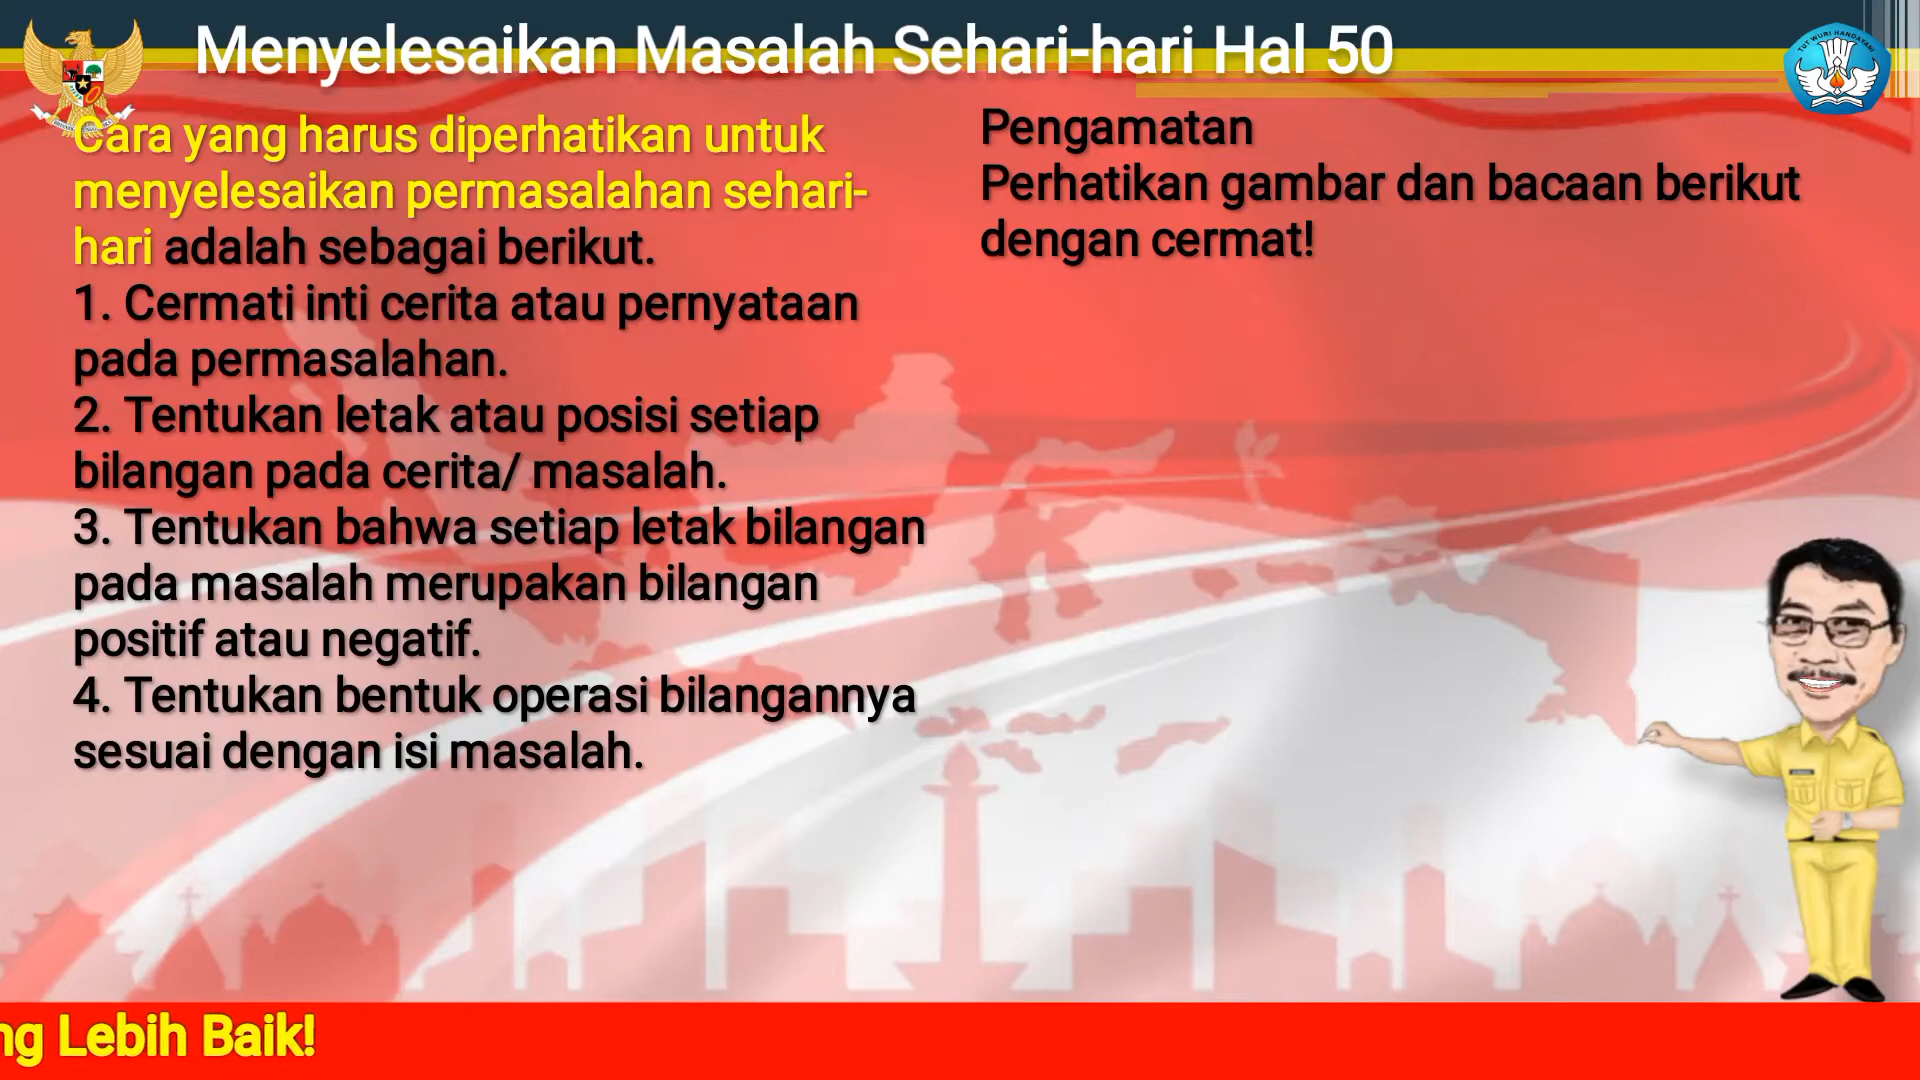 Menyelesaikan Masalah Sehari-hari Hal 50
TUT WURI HANDAYANI
Cara yang harus diperhatikan untuk
menyelesaikan permasalahan sehari-
hari adalah sebagai berikut.
1. Cermati inti cerita atau pernyataan
pada permasalahan.
2. Tentukan letak atau posisi setiap
bilangan pada cerita/ masalah.
3. Tentukan bahwa setiap letak bilangan
pada masalah merupakan bilangan
positif atau negatif.
4. Tentukan bentuk operasi bilangannya
sesuai dengan isi masalah.
Pengamatan
Perhatikan gambar dan bacaan berikut
dengan cermat!
ng Lebih Baik!